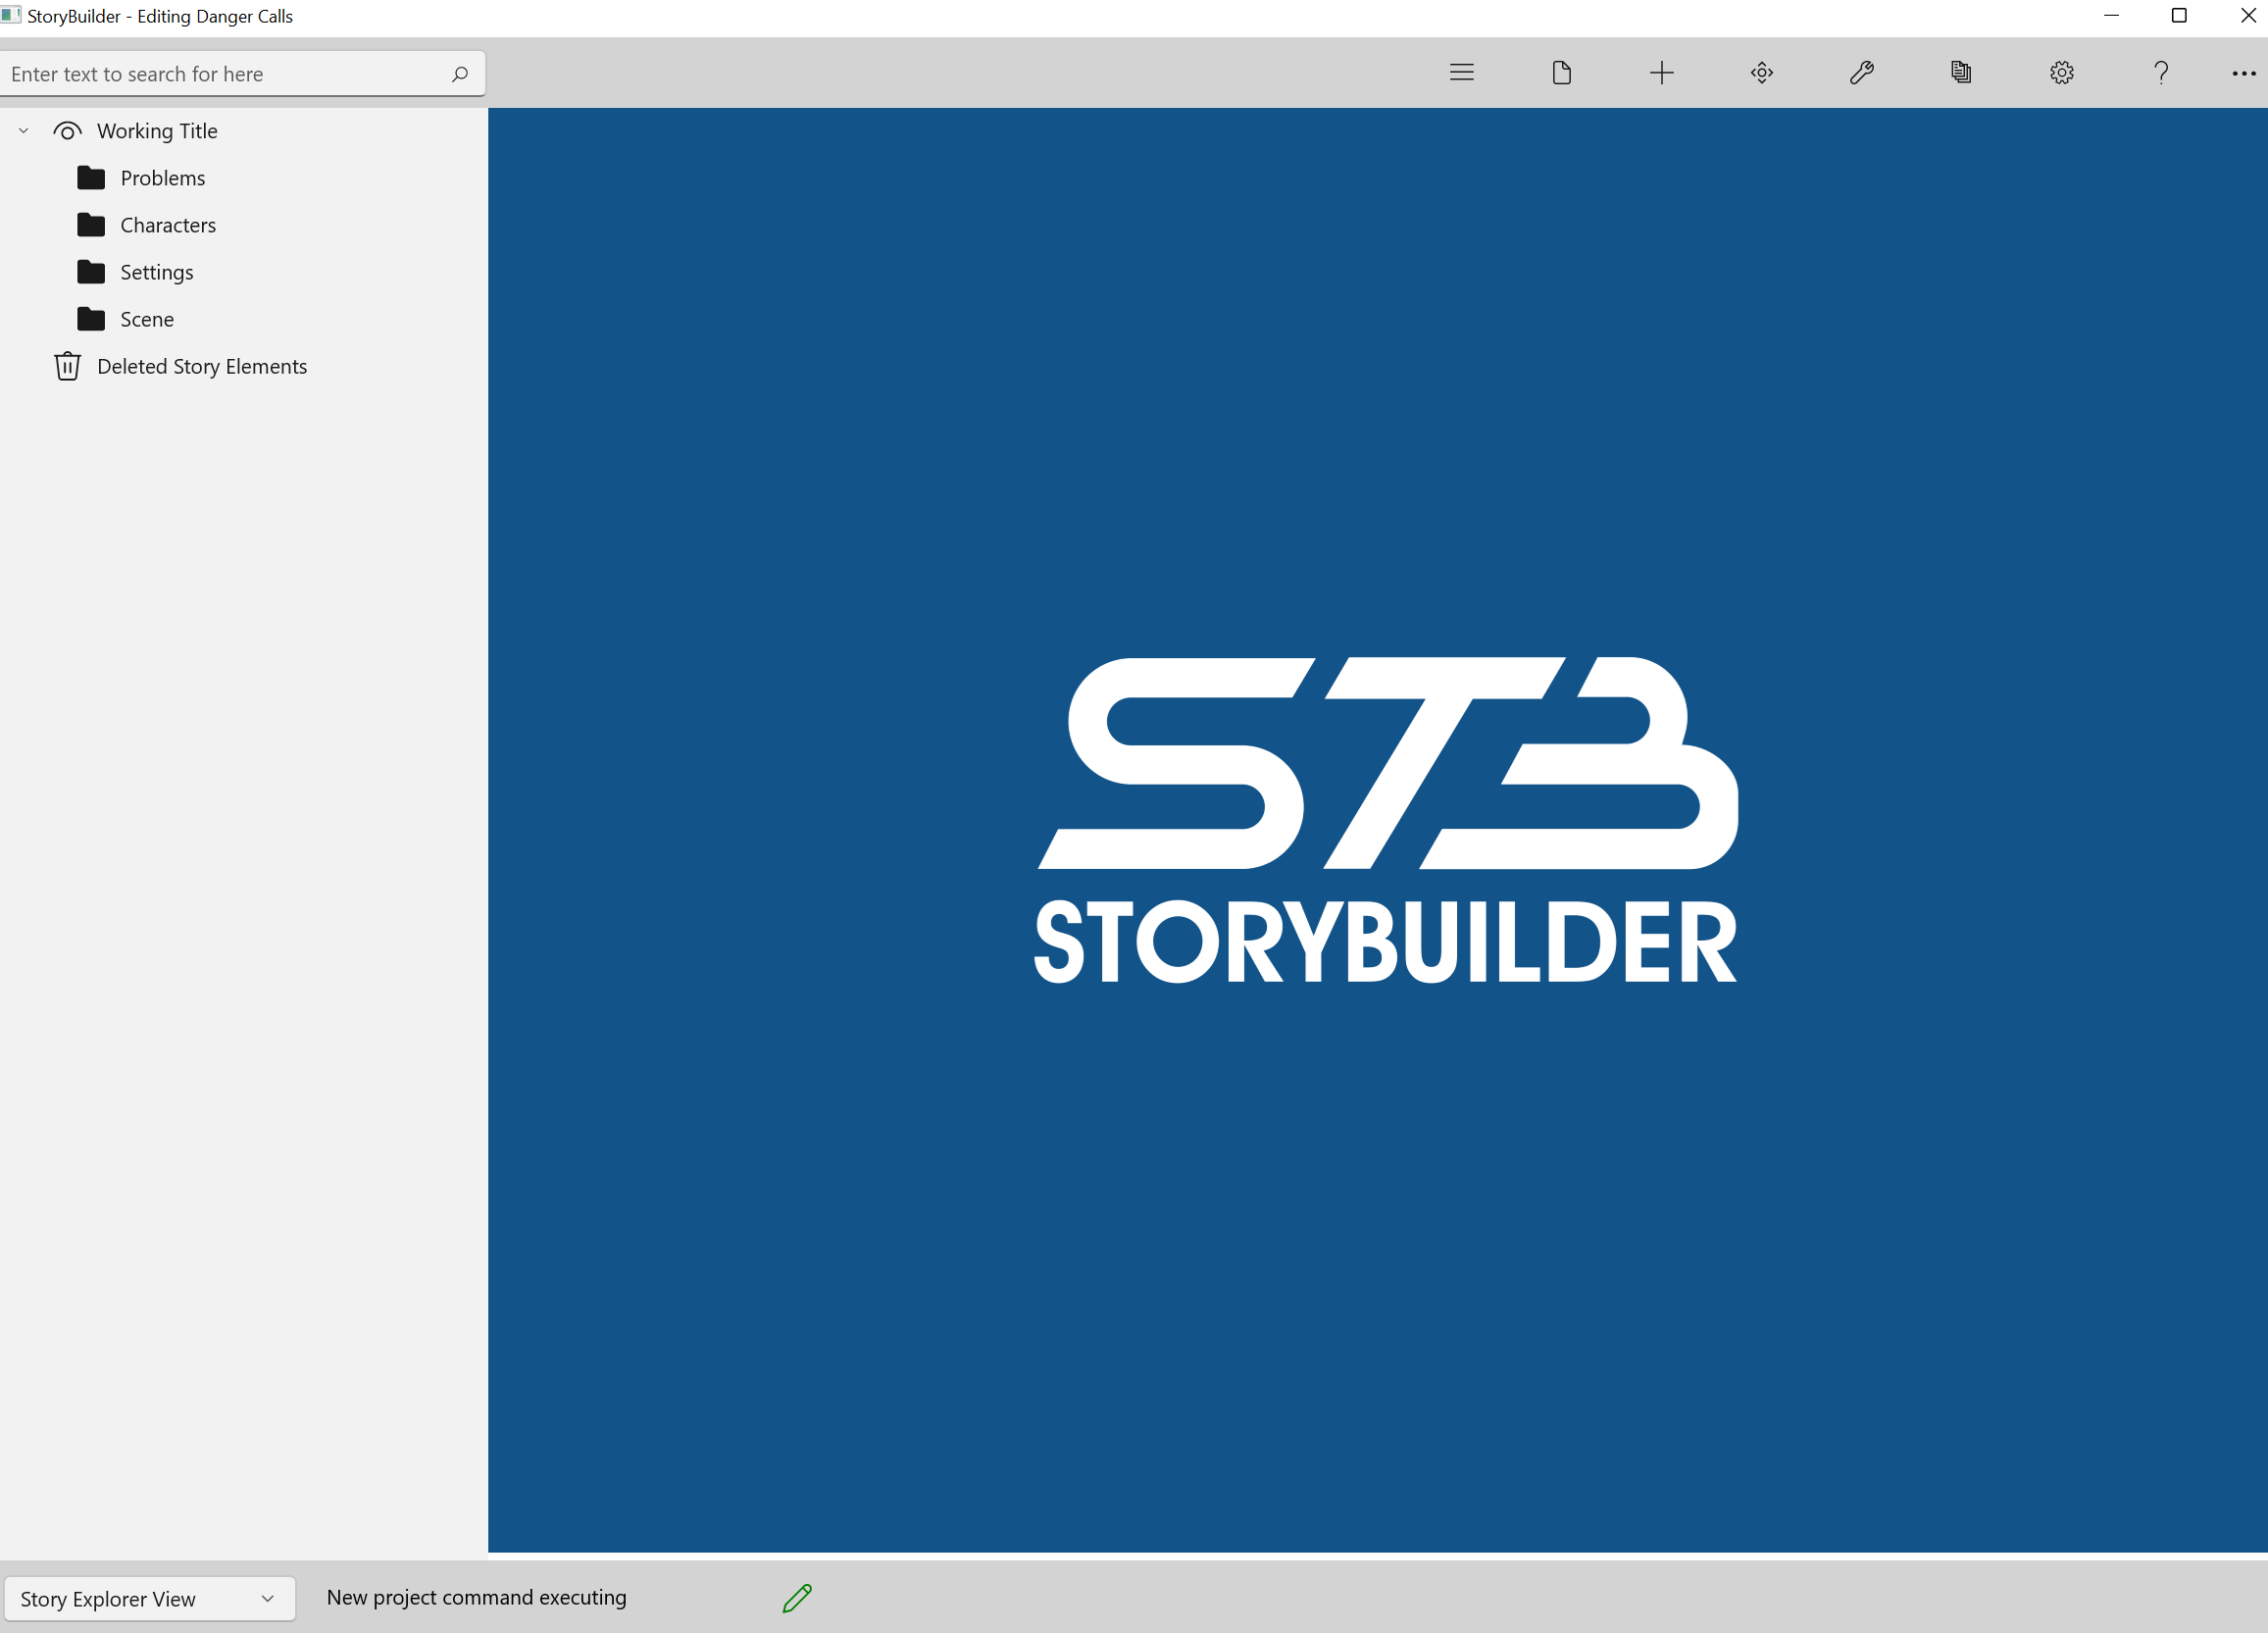 StoryBuilder - Editing Danger Calls
Enter text to search for here
Working Title
Problems
Characters
Settings
Scene
Deleted Story Elements
STB
STORYBUILDER
Story Explorer View
New project command executing